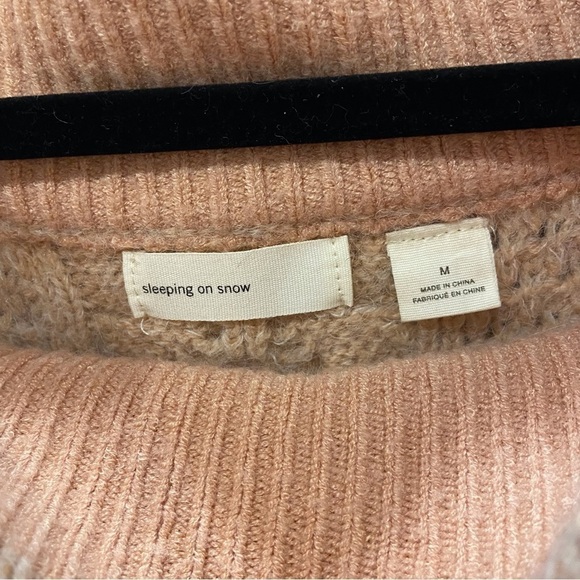 sleeping on snow
M
MADE IN CHINA
FABRIQUÉ EN CHINE